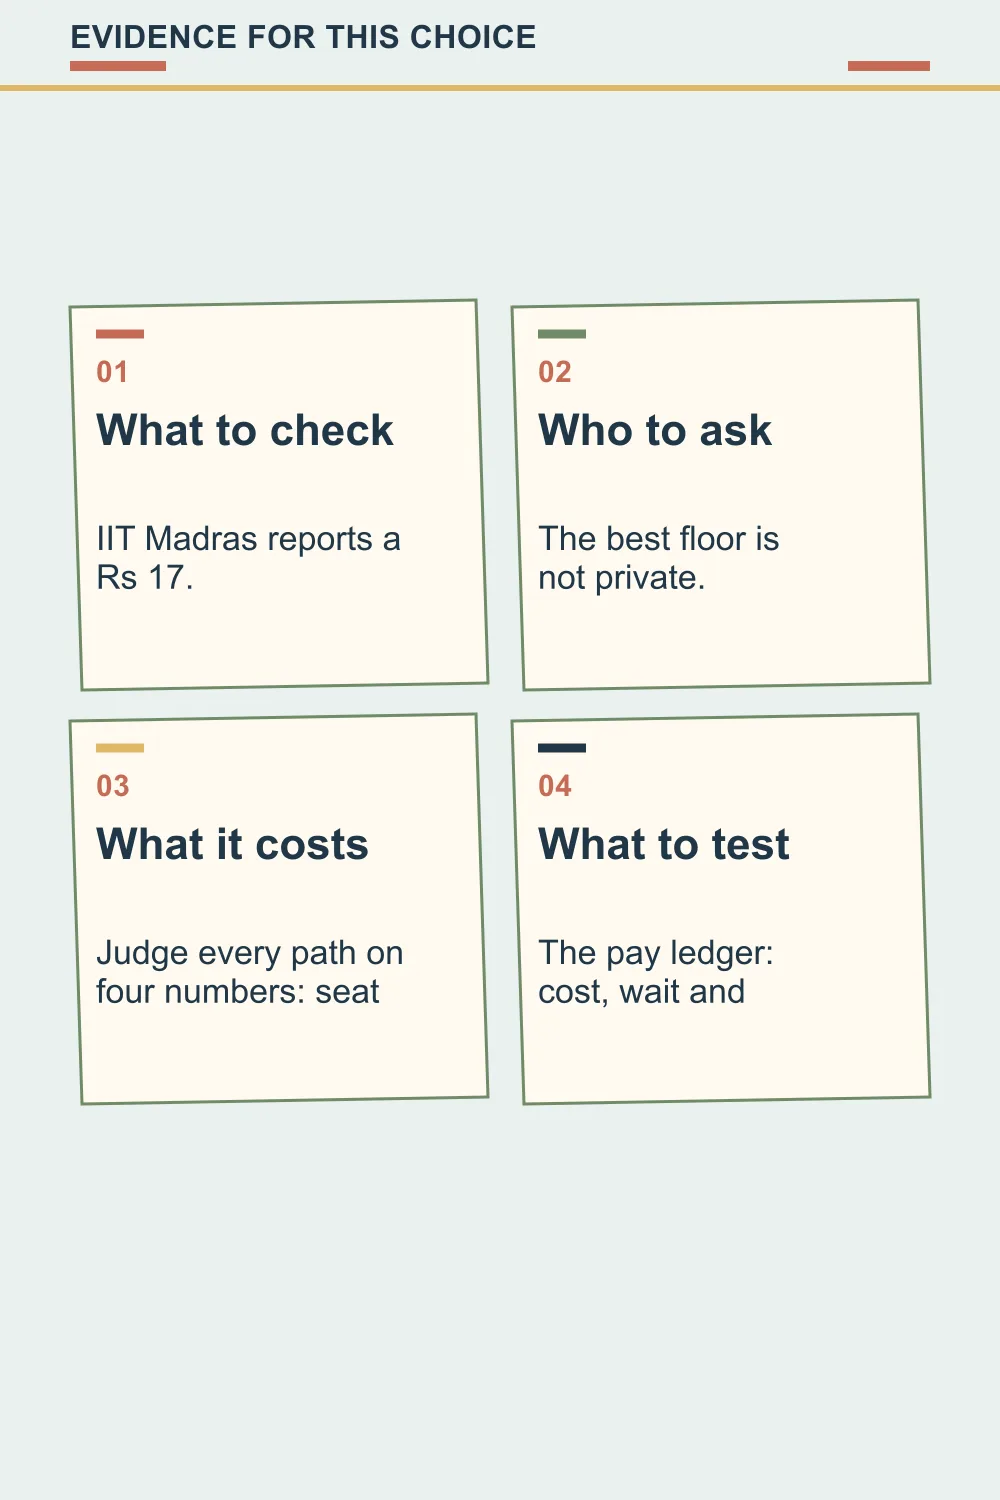 EVIDENCE FOR THIS CHOICE
01
What to check
IIT Madras reports a
Rs 17.
02
Who to ask
The best floor is
not private.
03
What it costs
Judge every path on
four numbers: seat
04
What to test
The pay ledger:
cost, wait and